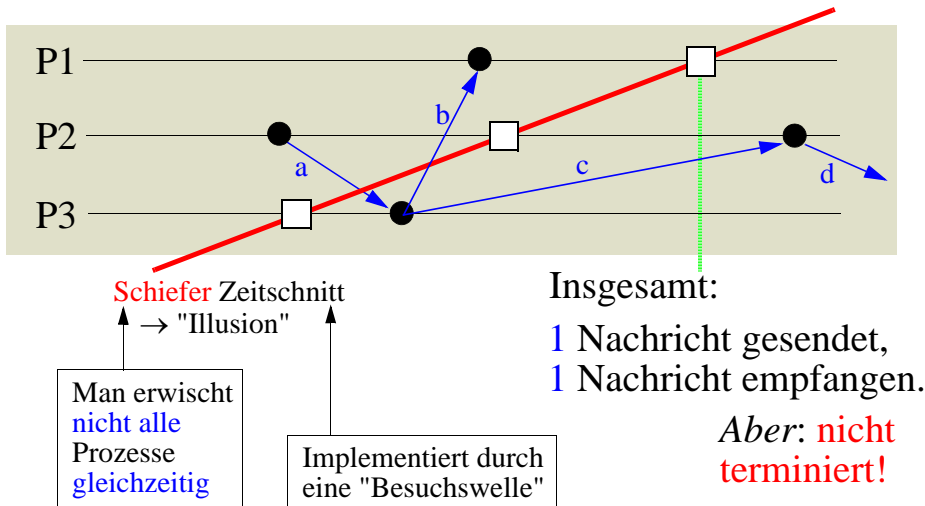 P1
P2
P3
a
b
c
d
Schiefer Zeitschnitt
→ "Illusion"
Man erwischt
nicht alle
Prozesse
gleichzeitig
Implementiert durch
eine "Besuchswelle"
Insgesamt:
1 Nachricht gesendet,
1 Nachricht empfangen.
Aber: nicht
terminiert!